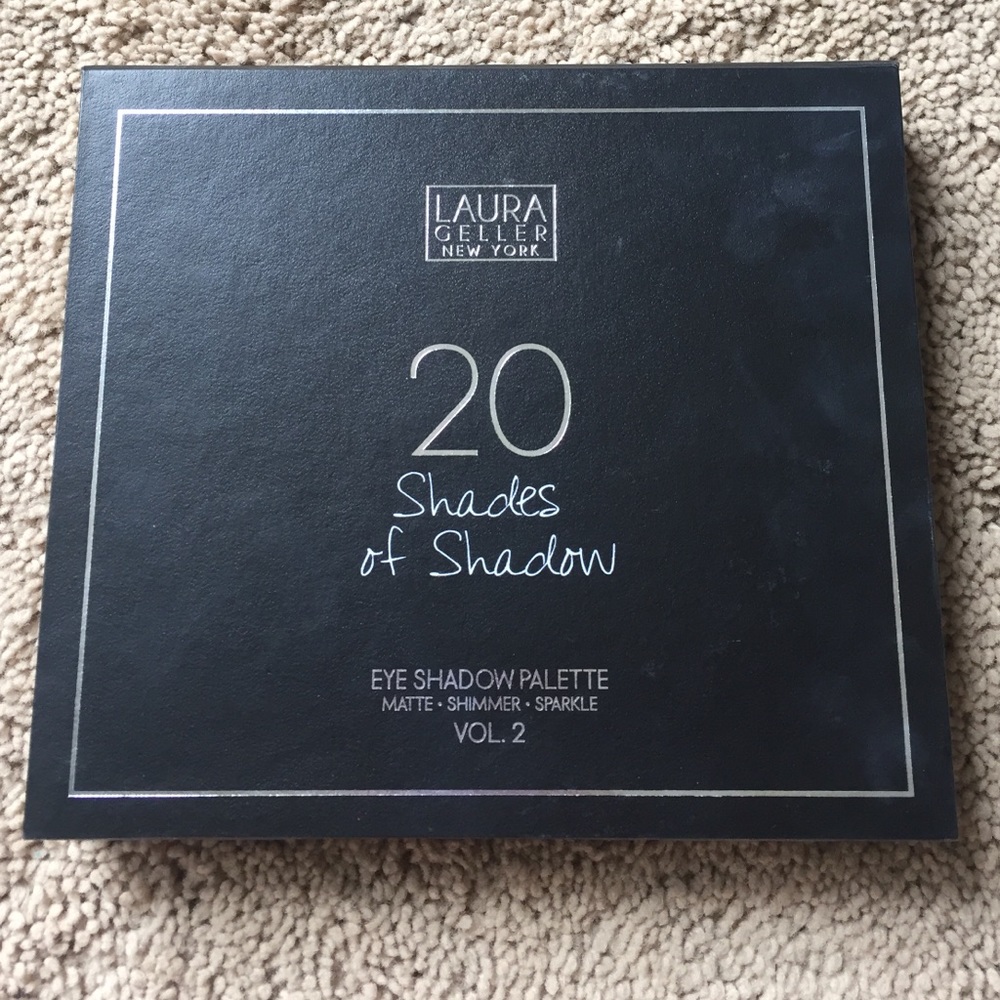 LAURA
GELLER
NEW YORK
20
Shades
of Shadow
EYE SHADOW PALETTE
MATTE • SHIMMER • SPARKLE
VOL. 2